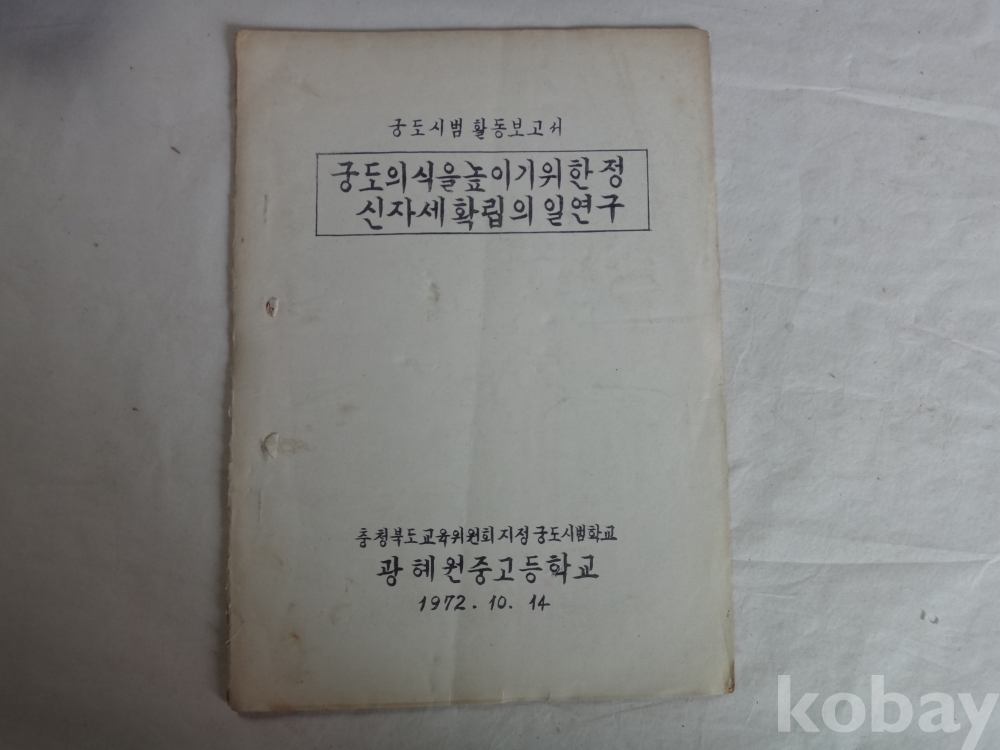 궁도시범 활동보고서
궁도의식을높이기위한 정
신자세확립의 일연구
충청북도교육위원회 지정 궁도시범학교
광혜원중고등학교
1972. 10. 14
kobay